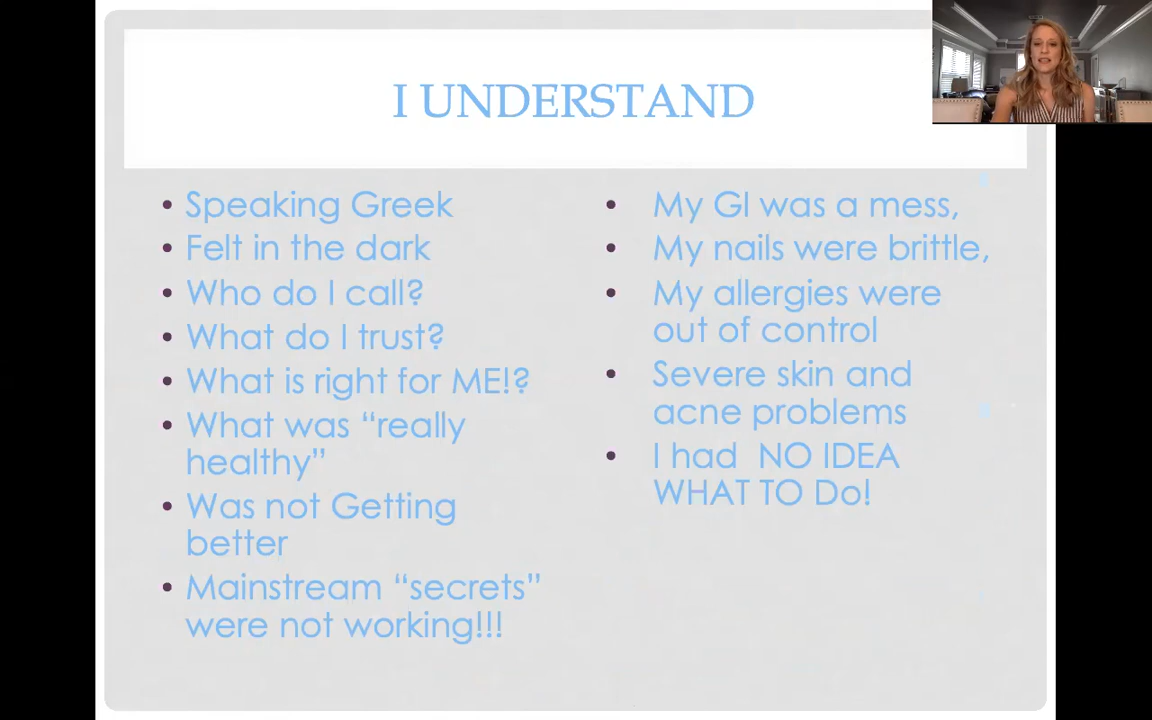 I UNDERSTAND
• Speaking Greek
• Felt in the dark
• Who do I call?
• What do I trust?
• What is right for ME!?
• What was “really
healthy”
• Was not Getting
better
• Mainstream “secrets”
were not working!!!
• My GI was a mess,
• My nails were brittle,
• My allergies were
out of control
• Severe skin and
acne problems
• I had NO IDEA
WHAT TO Do!